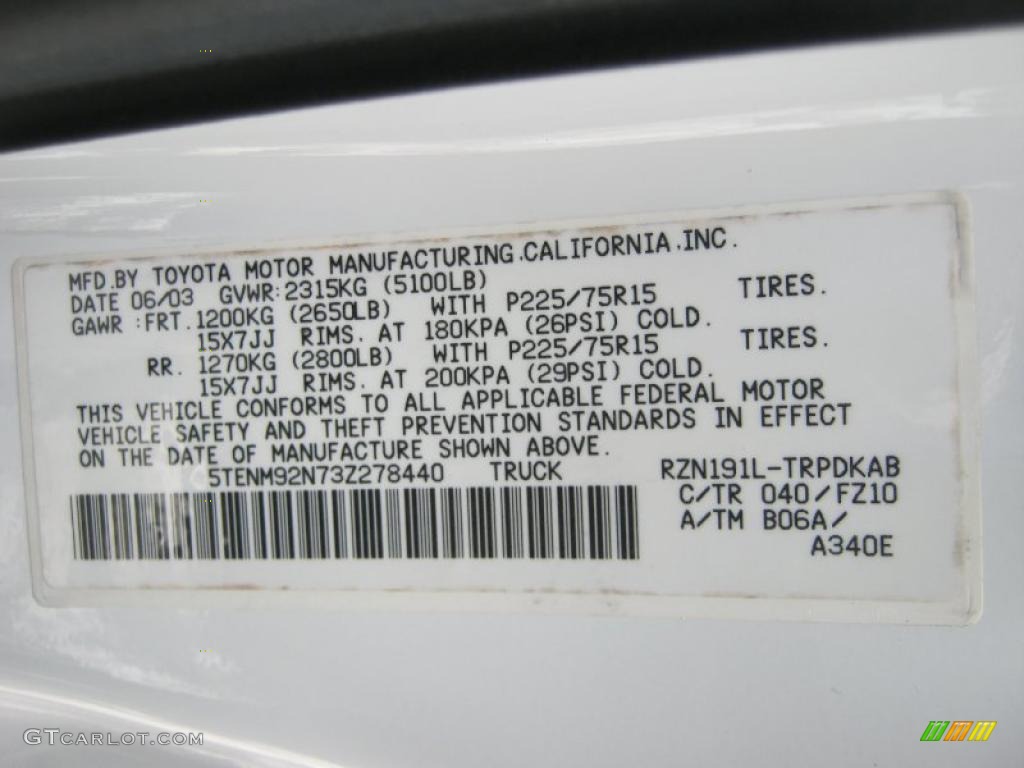 MFD.BY TOYOTA MOTOR MANUFACTURING.CALIFORNIA.INC.
DATE 06/03 GVWR:2315KG (5100LB)
GAWR :FRT. 1200KG (2650LB) WITH P225/75R15 TIRES.
15X7JJ RIMS. AT 180KPA (26PSI) COLD.
RR. 1270KG (2800LB) WITH P225/75R15 TIRES.
15X7JJ RIMS. AT 200KPA (29PSI) COLD.
THIS VEHICLE CONFORMS TO ALL APPLICABLE FEDERAL MOTOR
VEHICLE SAFETY AND THEFT PREVENTION STANDARDS IN EFFECT
ON THE DATE OF MANUFACTURE SHOWN ABOVE.
5TENM92N73Z278440 TRUCK RZN191L-TRPDKAB
C/TR 040/FZ10
A/TM B06A/
A340E
GTCARLOT.COM